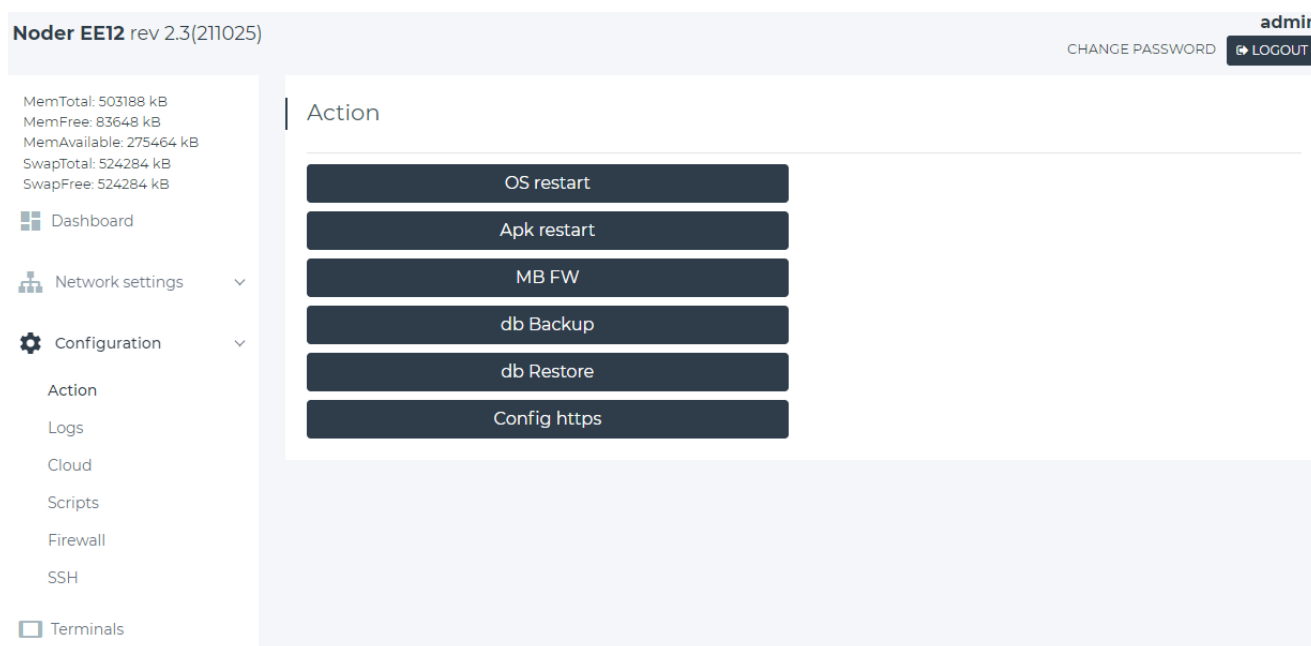 Noder EE12 rev 2.3(211025)
admin
CHANGE PASSWORD
LOGOUT
MemTotal: 503188 kB
MemFree: 83648 kB
MemAvailable: 275464 kB
SwapTotal: 524284 kB
SwapFree: 524284 kB
Dashboard
Network settings
Configuration
Action
Logs
Cloud
Scripts
Firewall
SSH
Terminals
Action
OS restart
Apk restart
MB FW
db Backup
db Restore
Config https